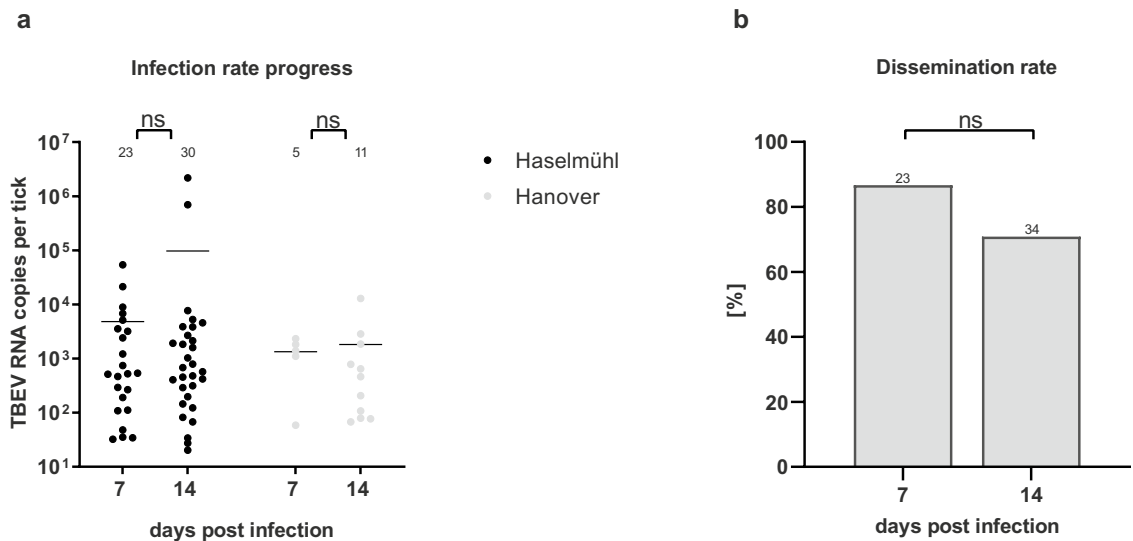 a
Infection rate progress
ns
ns
23
30
5
11
10⁷
10⁶
10⁵
10⁴
10³
10²
10¹
TBEV RNA copies per tick
7
14
7
14
days post infection
Haselmühl
Hanover
b
Dissemination rate
ns
100
80
60
40
20
0
[%]
23
34
7
14
days post infection